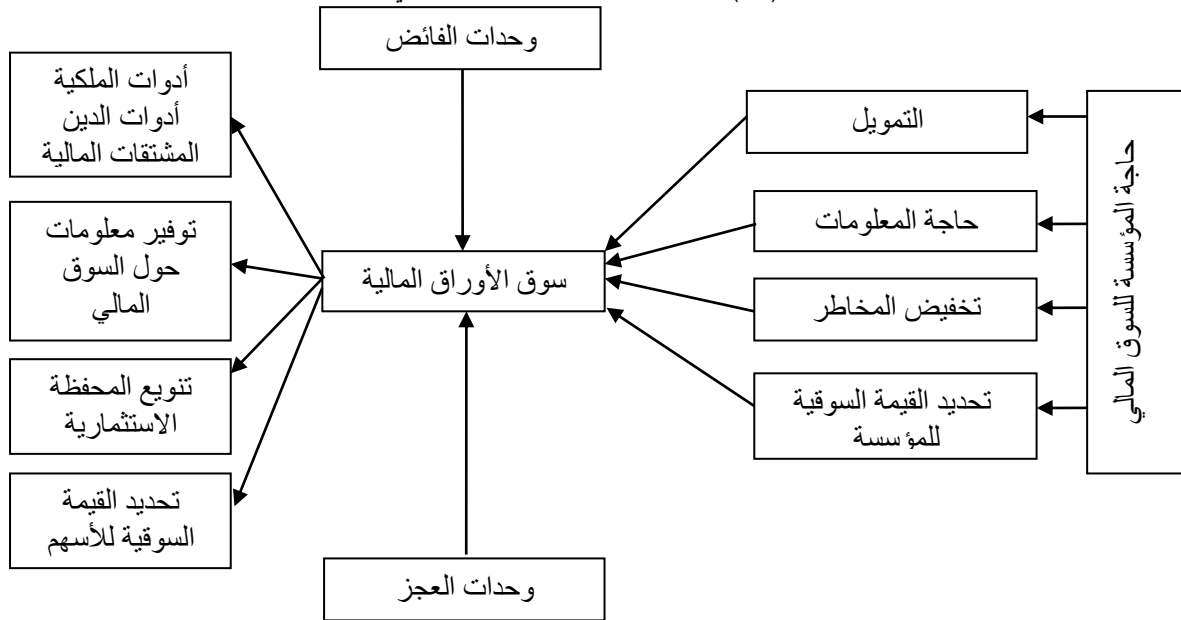 وحدات الفائض
أدوات الملكية
أدوات الدين
المشتقات المالية
التمويل
حاجة المؤسسة للسوق المالي
حاجة المعلومات
توفير معلومات
حول السوق
المالي
سوق الأوراق المالية
تخفيض المخاطر
تنويع المحفظة
الاستثمارية
تحديد القيمة السوقية
للمؤسسة
تحديد القيمة
السوقية للأسهم
وحدات العجز